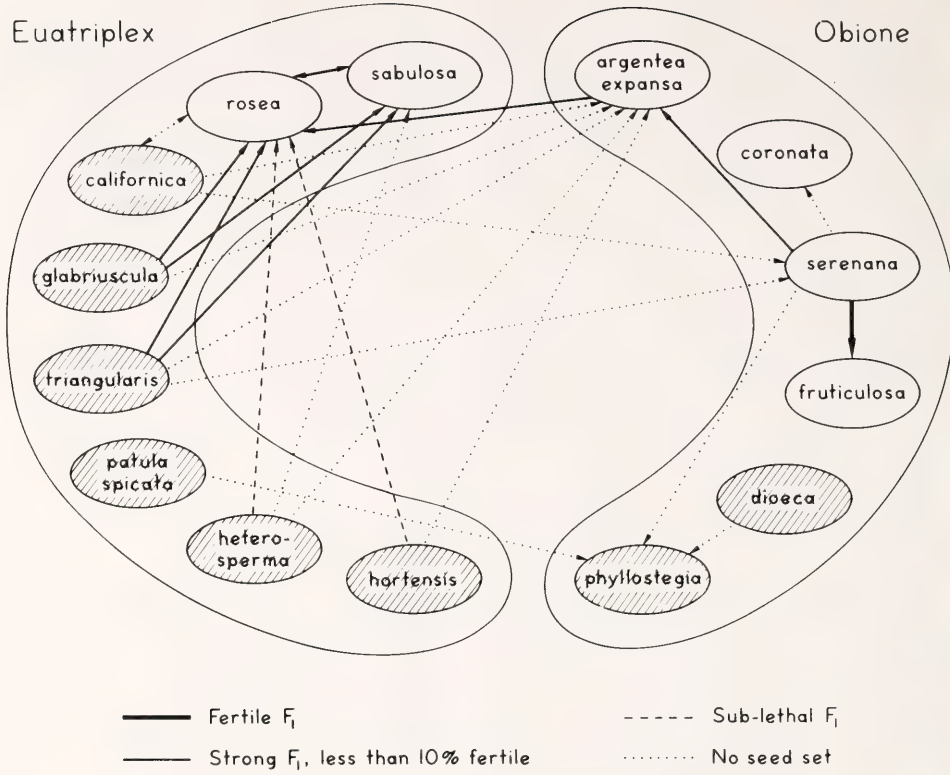 Euatriplex
Obione
sabulosa
argentea
expansa
rosea
coronata
californica
serenana
glabriuscula
triangularis
fruticulosa
patula
spicata
dioeca
hetero-
sperma
hortensis
phyllostegia
Fertile F₁
Sub-lethal F₁
Strong F₁, less than 10% fertile
No seed set